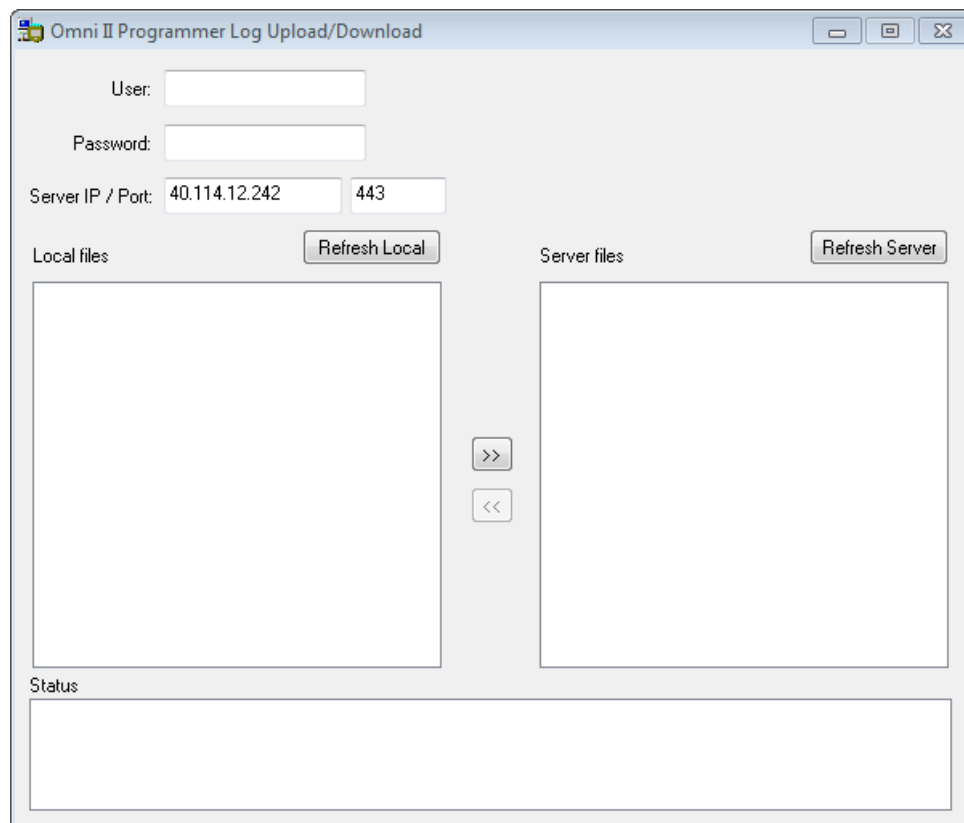 Omni II Programmer Log Upload/Download
User:
Password:
Server IP / Port: 40.114.12.242 443
Local files Refresh Local Server files Refresh Server
>>
<<
Status